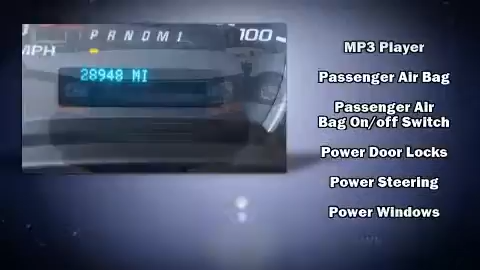 P R N D M I
100
MPH
28948 MI
MP3 Player
Passenger Air Bag
Passenger Air
Bag On/off Switch
Power Door Locks
Power Steering
Power Windows